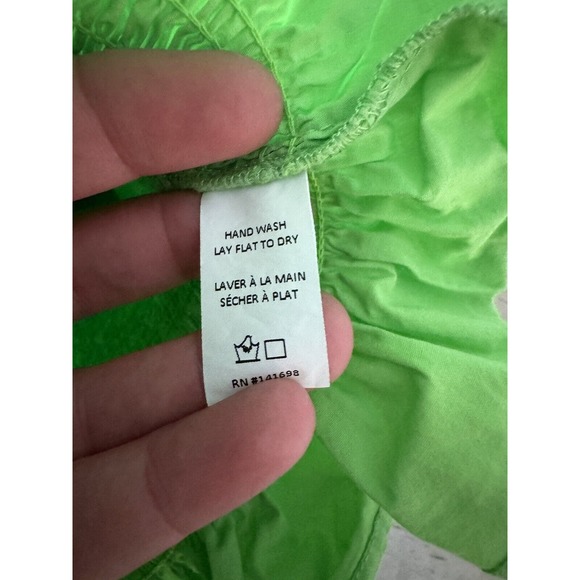 HAND WASH
LAY FLAT TO DRY
LAVER À LA MAIN
SÉCHER À PLAT
RN #141698